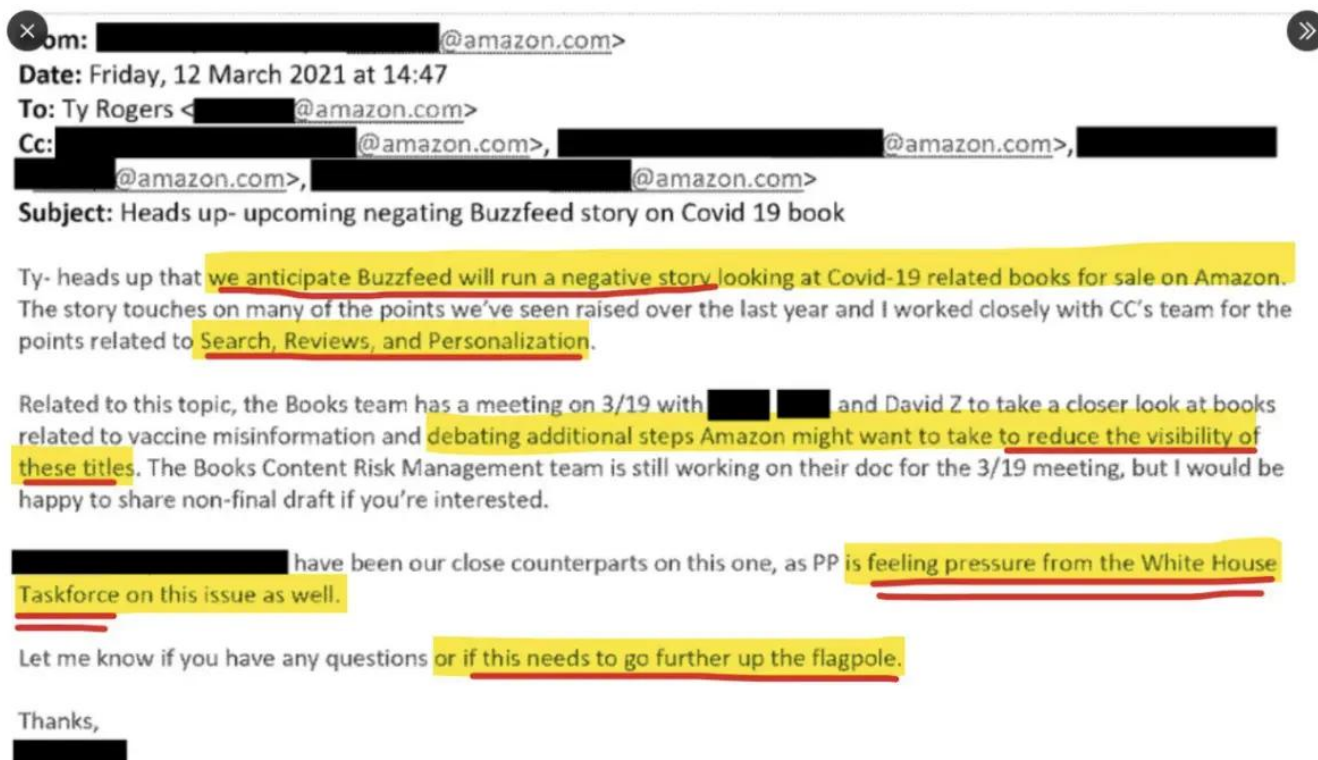 om: @amazon.com>
Date: Friday, 12 March 2021 at 14:47
To: Ty Rogers < @amazon.com>
Cc: @amazon.com>, @amazon.com>,
@amazon.com>, @amazon.com>
Subject: Heads up- upcoming negating Buzzfeed story on Covid 19 book
Ty- heads up that we anticipate Buzzfeed will run a negative story looking at Covid-19 related books for sale on Amazon.
The story touches on many of the points we've seen raised over the last year and I worked closely with CC's team for the
points related to Search, Reviews, and Personalization.
Related to this topic, the Books team has a meeting on 3/19 with and David Z to take a closer look at books
related to vaccine misinformation and debating additional steps Amazon might want to take to reduce the visibility of
these titles. The Books Content Risk Management team is still working on their doc for the 3/19 meeting, but I would be
happy to share non-final draft if you're interested.
have been our close counterparts on this one, as PP is feeling pressure from the White House
Taskforce on this issue as well.
Let me know if you have any questions or if this needs to go further up the flagpole.
Thanks,